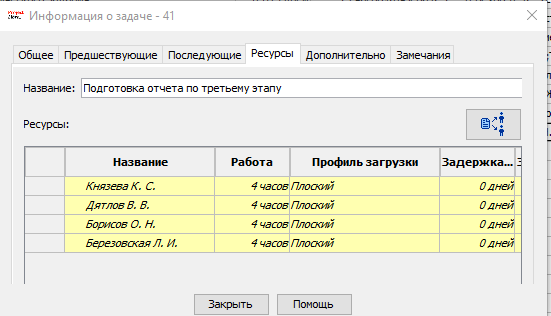 Информация о задаче - 41
Общее Предшествующие Последующие Ресурсы Дополнительно Замечания
Название: Подготовка отчета по третьему этапу
Ресурсы:
Название Работа Профиль загрузки Задержка...
Князева К. С. 4 часов Плоский 0 дней
Дятлов В. В. 4 часов Плоский 0 дней
Борисов О. Н. 4 часов Плоский 0 дней
Березовская Л. И. 4 часов Плоский 0 дней
Закрыть Помощь